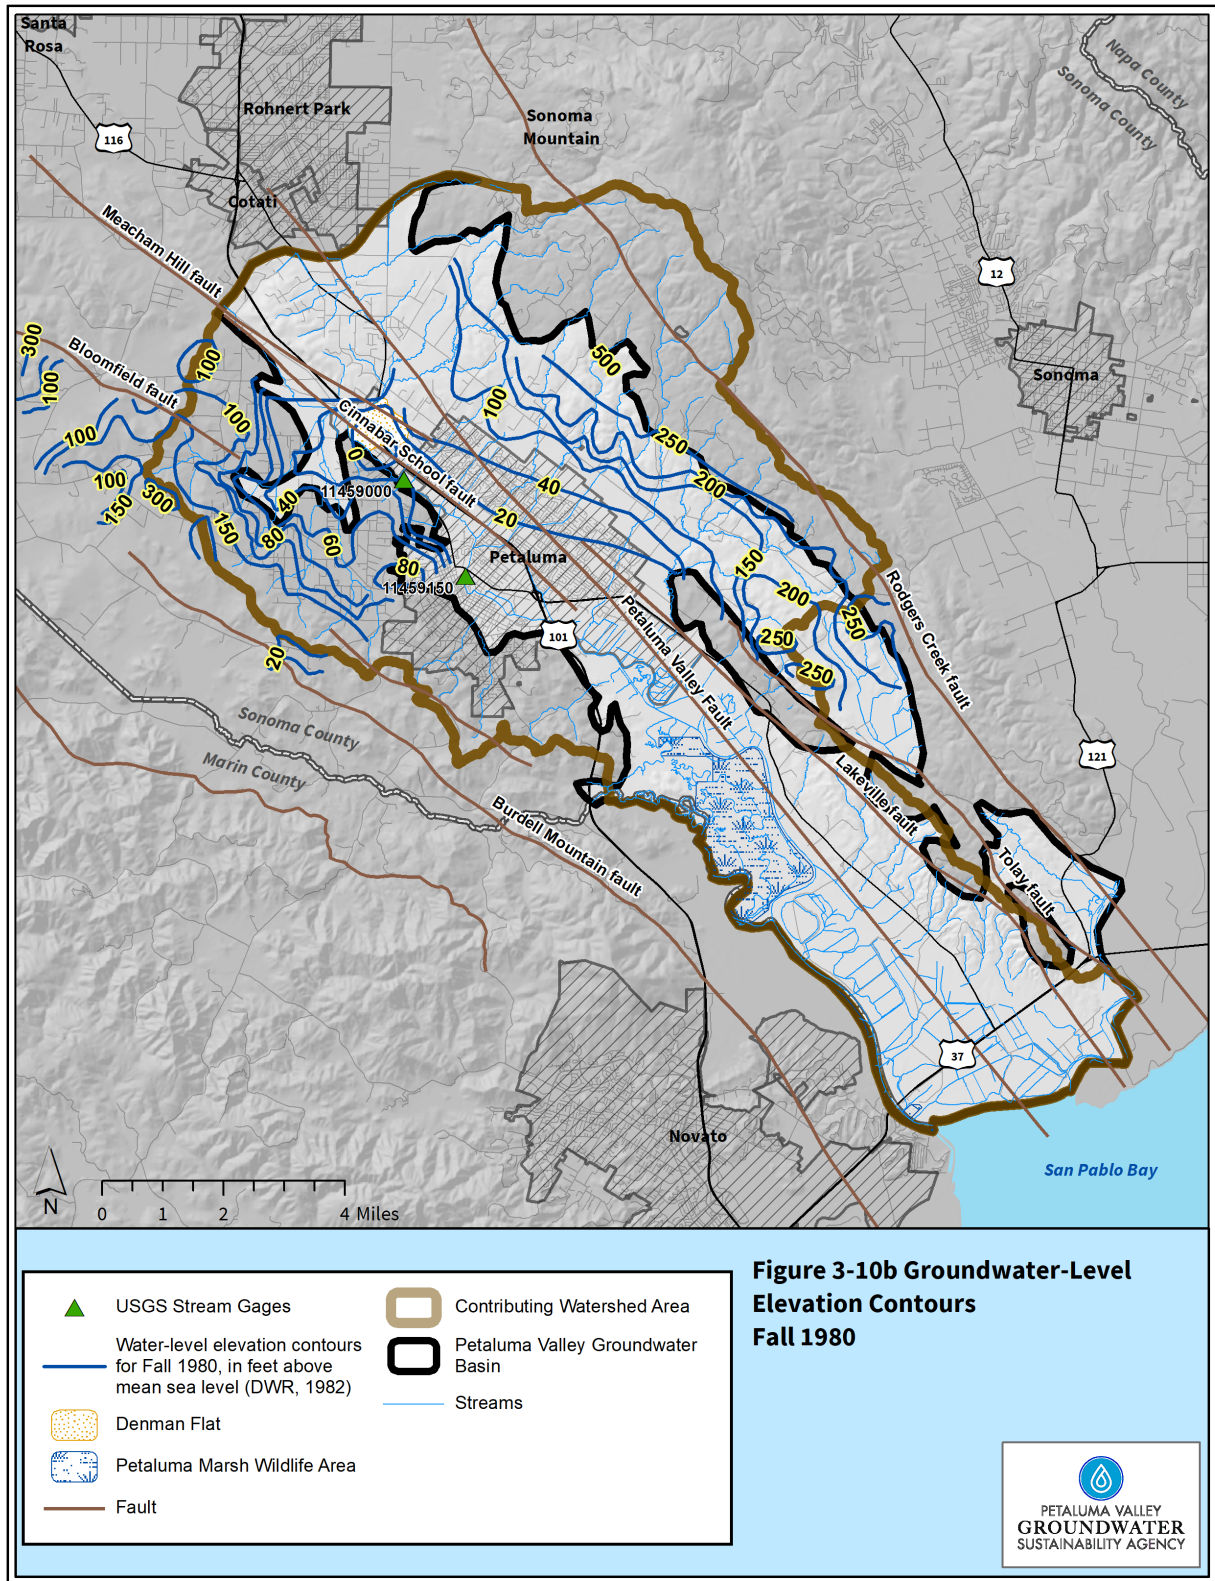 Santa
Rosa
116
Rohnert Park
Cotati
Sonoma
Mountain
Napa County
Sonoma County
12
Sonoma
Meacham Hill fault
Bloomfield fault
300
100
100
100
100
100
150
300
150
80
40
60
0
Cinnabar School fault
11459000
100
500
250
200
40
20
Petaluma
80
11459150
101
150
200
250
250
250
Rodgers Creek fault
Petaluma Valley Fault
20
Sonoma County
Marin County
Burdell Mountain fault
Lakeville fault
Tolay fault
121
37
Novato
San Pablo Bay
N
0 1 2 4 Miles
USGS Stream Gages
Water-level elevation contours
for Fall 1980, in feet above
mean sea level (DWR, 1982)
Denman Flat
Petaluma Marsh Wildlife Area
Fault
Contributing Watershed Area
Petaluma Valley Groundwater
Basin
Streams
Figure 3-10b Groundwater-Level
Elevation Contours
Fall 1980
PETALUMA VALLEY
GROUNDWATER
SUSTAINABILITY AGENCY